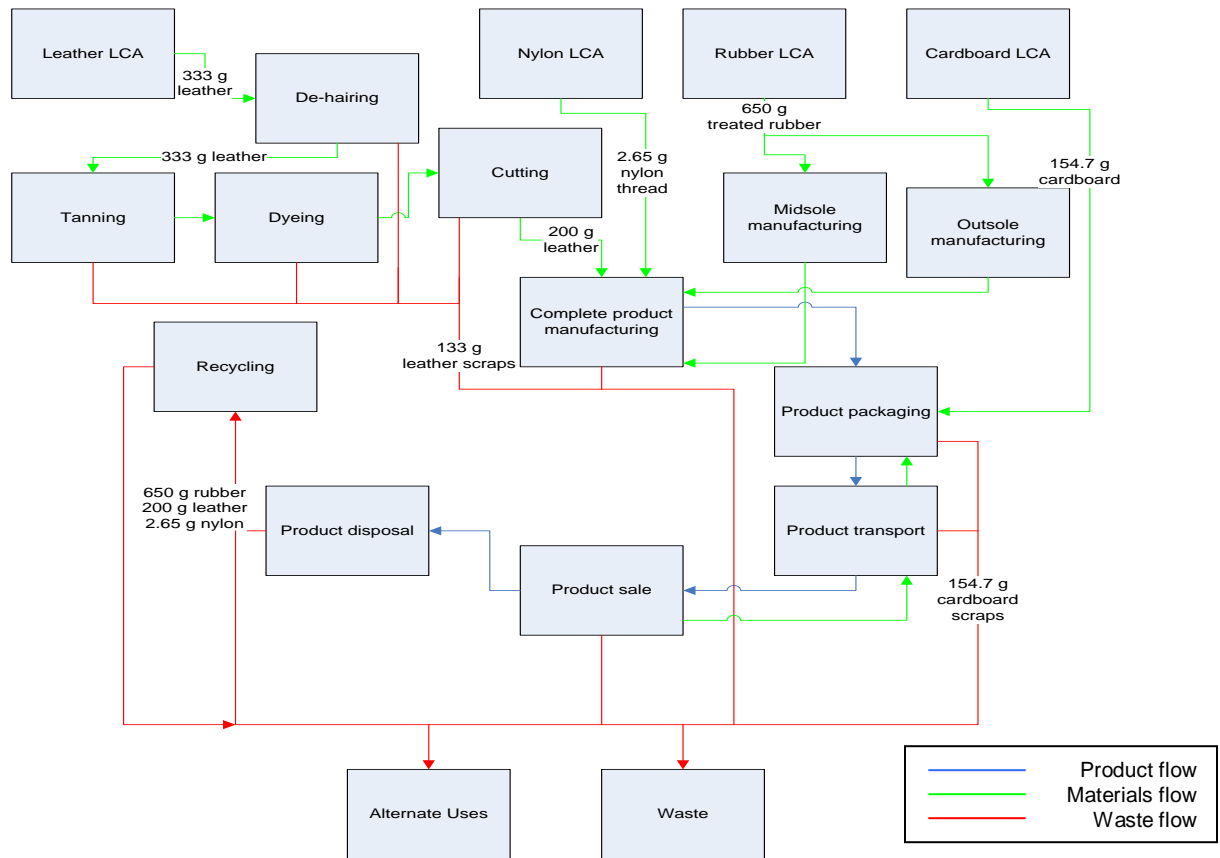 Leather LCA
Nylon LCA
Rubber LCA
Cardboard LCA
333 g
leather
De-hairing
650 g
treated rubber
333 g leather
2.65 g
nylon
thread
154.7 g
cardboard
Tanning
Dyeing
Cutting
Midsole
manufacturing
Outsole
manufacturing
200 g
leather
Complete product
manufacturing
133 g
leather scraps
Recycling
Product packaging
650 g rubber
200 g leather
2.65 g nylon
Product disposal
Product transport
Product sale
154.7 g
cardboard
scraps
Alternate Uses
Waste
Product flow
Materials flow
Waste flow